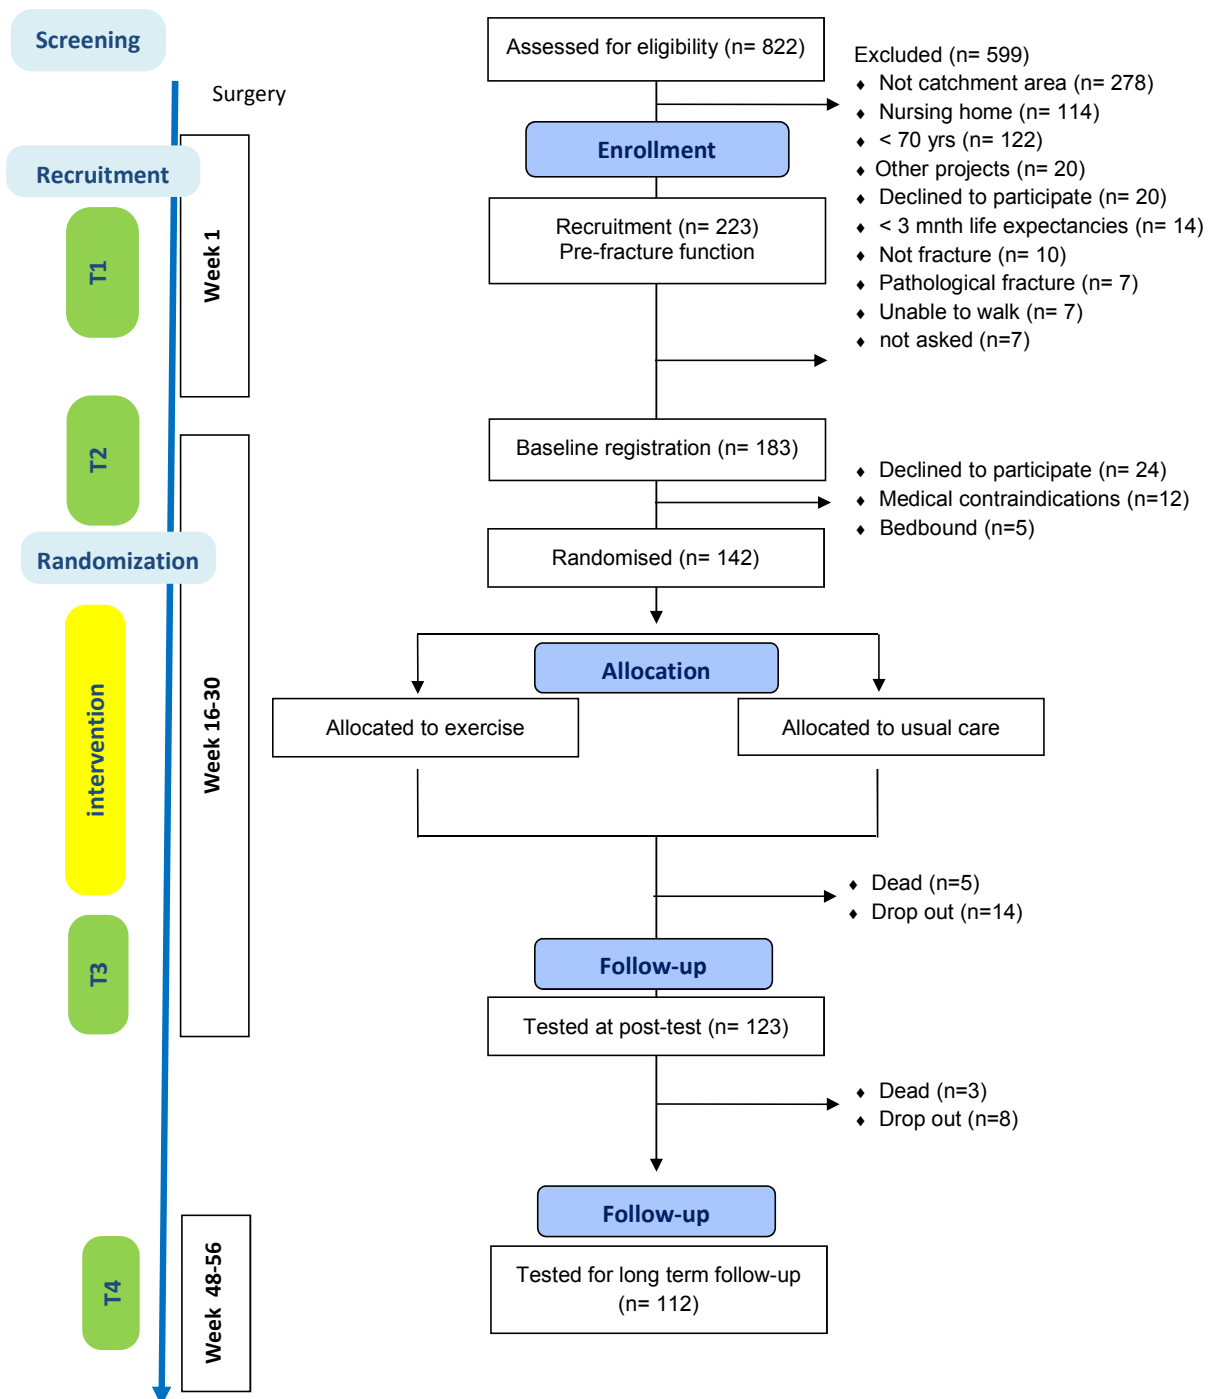 Screening
Surgery
Recruitment
T1
Week 1
T2
Randomization
intervention
Week 16-30
T3
T4
Week 48-56
Assessed for eligibility (n= 822)
Excluded (n= 599)
♦ Not catchment area (n= 278)
♦ Nursing home (n= 114)
♦ < 70 yrs (n= 122)
♦ Other projects (n= 20)
♦ Declined to participate (n= 20)
♦ < 3 mnth life expectancies (n= 14)
♦ Not fracture (n= 10)
♦ Pathological fracture (n= 7)
♦ Unable to walk (n= 7)
♦ not asked (n=7)
Enrollment
Recruitment (n= 223)
Pre-fracture function
Baseline registration (n= 183)
♦ Declined to participate (n= 24)
♦ Medical contraindications (n=12)
♦ Bedbound (n=5)
Randomised (n= 142)
Allocation
Allocated to exercise
Allocated to usual care
♦ Dead (n=5)
♦ Drop out (n=14)
Follow-up
Tested at post-test (n= 123)
♦ Dead (n=3)
♦ Drop out (n=8)
Follow-up
Tested for long term follow-up
(n= 112)